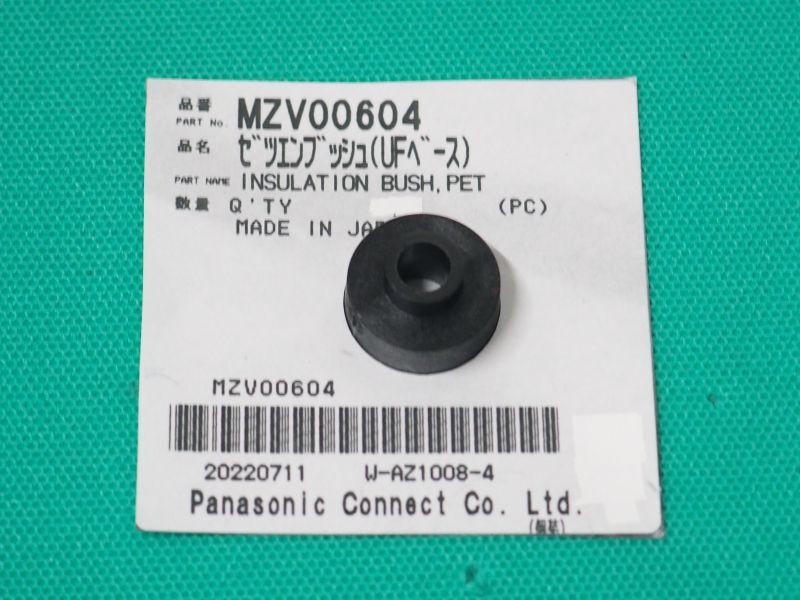 品番
PART No. MZV00604
品名 ｾﾞﾂｴﾝﾌﾞｯｼｭ(UFﾍﾞｰｽ)
PART NAME INSULATION BUSH,PET
数量 Q'TY (PC)
MADE IN
MZV00604
20220711 W-AZ1008-4
Panasonic Connect Co. Ltd.